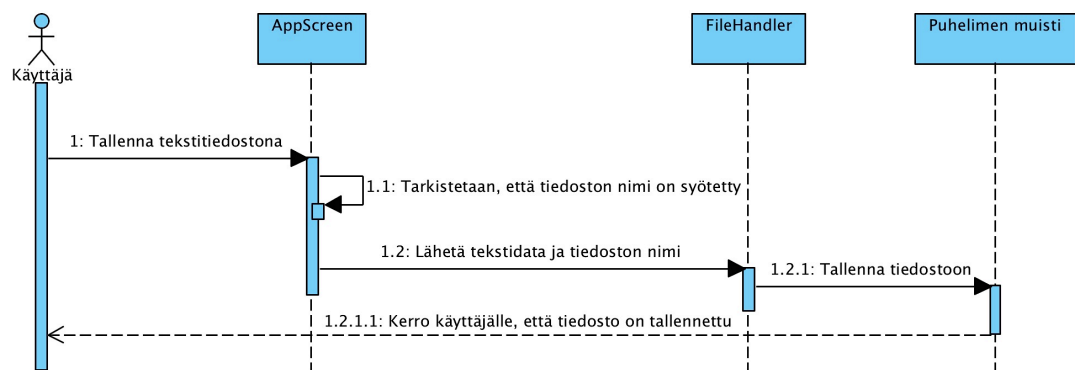 AppScreen
FileHandler
Puhelimen muisti
Käyttäjä
1: Tallenna tekstitiedostona
1.1: Tarkistetaan, että tiedoston nimi on syötetty
1.2: Lähetä tekstidata ja tiedoston nimi
1.2.1: Tallenna tiedostoon
1.2.1.1: Kerro käyttäjälle, että tiedosto on tallennettu